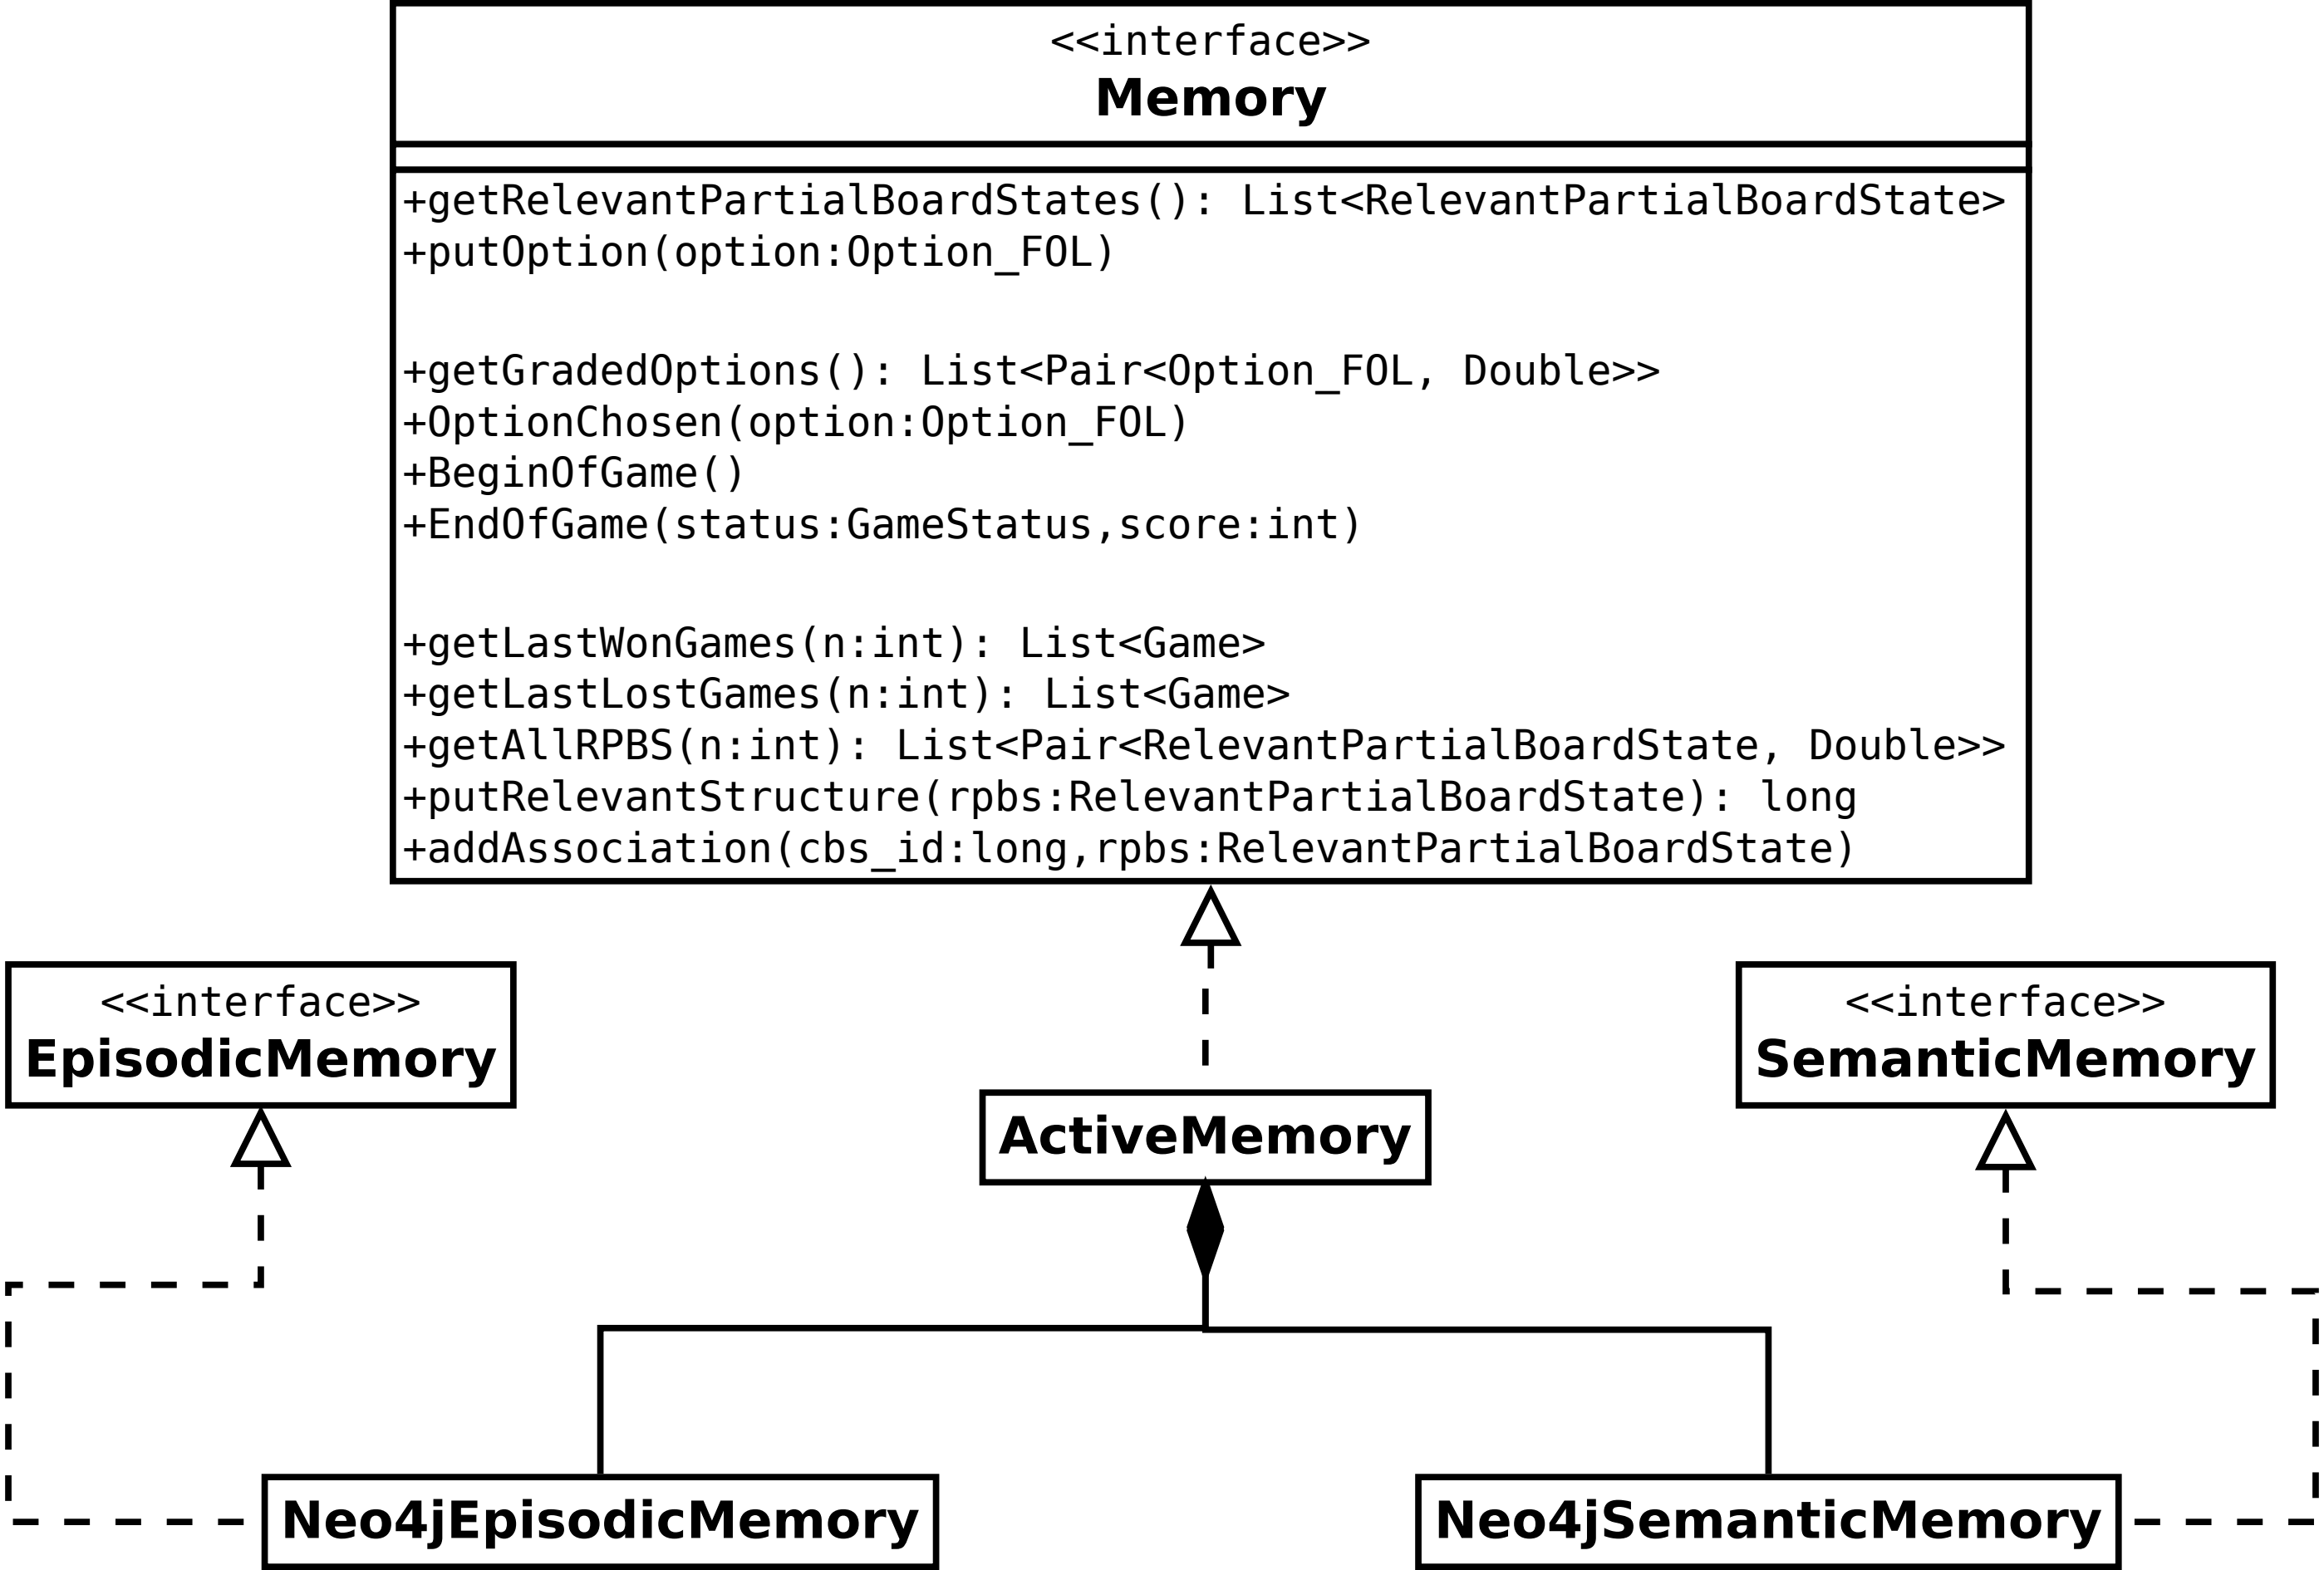 <<interface>>
Memory
+getRelevantPartialBoardStates(): List<RelevantPartialBoardState>
+putOption(option:Option_FOL)
+getGradedOptions(): List<Pair<Option_FOL, Double>>
+OptionChosen(option:Option_FOL)
+BeginOfGame()
+EndOfGame(status:GameStatus,score:int)
+getLastWonGames(n:int): List<Game>
+getLastLostGames(n:int): List<Game>
+getAllRPBS(n:int): List<Pair<RelevantPartialBoardState, Double>>
+putRelevantStructure(rpbs:RelevantPartialBoardState): long
+addAssociation(cbs_id:long,rpbs:RelevantPartialBoardState)
<<interface>>
EpisodicMemory
<<interface>>
SemanticMemory
ActiveMemory
Neo4jEpisodicMemory
Neo4jSemanticMemory